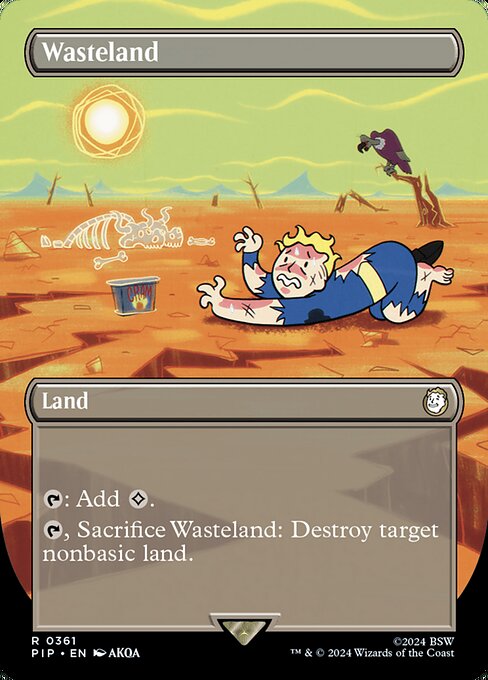 Wasteland
Land
: Add .
, Sacrifice Wasteland: Destroy target
nonbasic land.
R 0361
PIP • EN AKQA
©2024 BSW
™ & © 2024 Wizards of the Coast